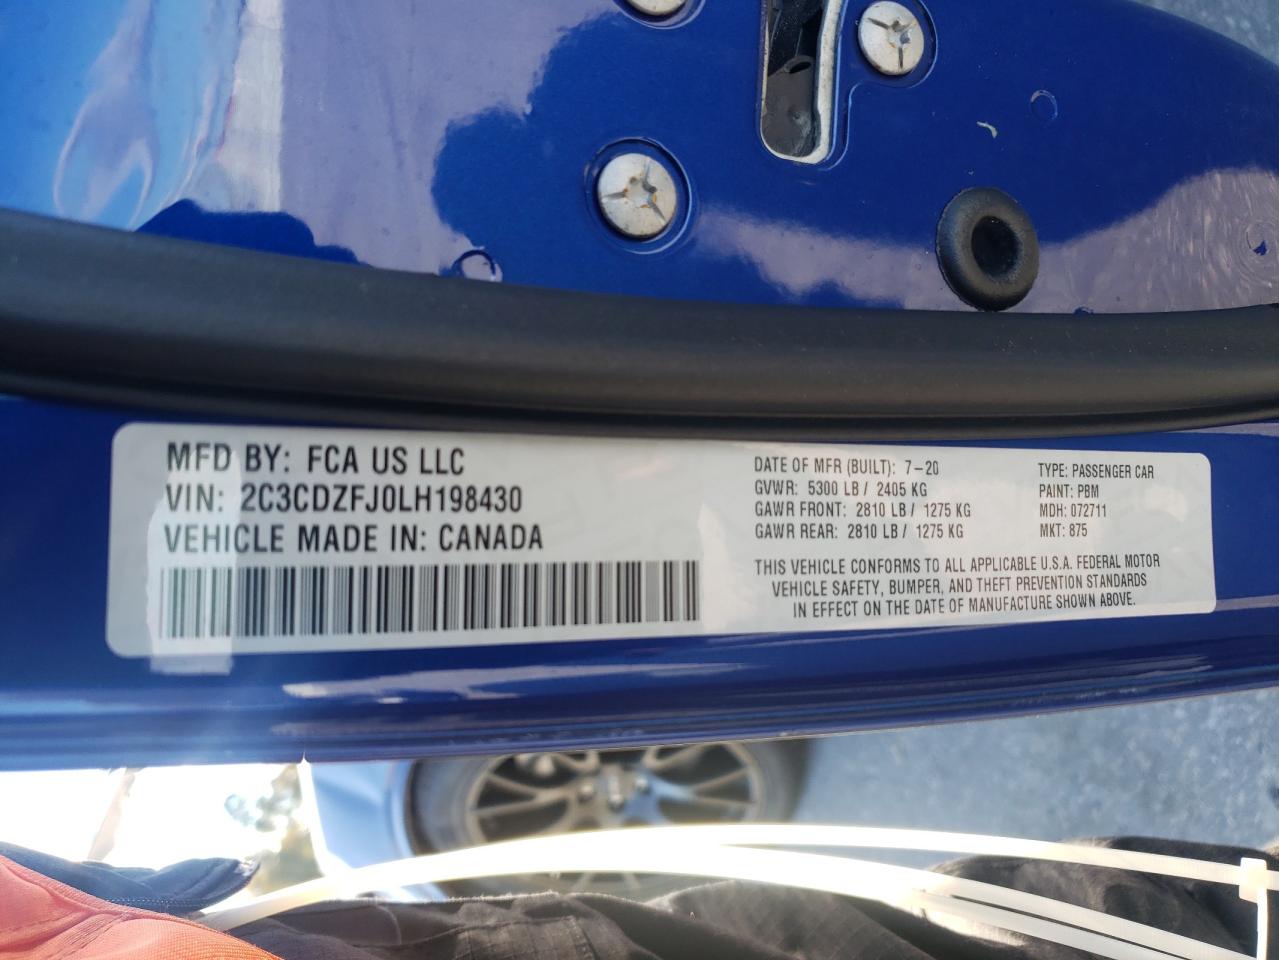 MFD BY: FCA US LLC
VIN: 2C3CDZFJ0LH198430
VEHICLE MADE IN: CANADA
DATE OF MFR (BUILT): 7-20
GVWR: 5300 LB / 2405 KG
GAWR FRONT: 2810 LB / 1275 KG
GAWR REAR: 2810 LB / 1275 KG
TYPE: PASSENGER CAR
PAINT: PBM
MDH: 072711
MKT: 875
THIS VEHICLE CONFORMS TO ALL APPLICABLE U.S.A. FEDERAL MOTOR
VEHICLE SAFETY, BUMPER, AND THEFT PREVENTION STANDARDS
IN EFFECT ON THE DATE OF MANUFACTURE SHOWN ABOVE.